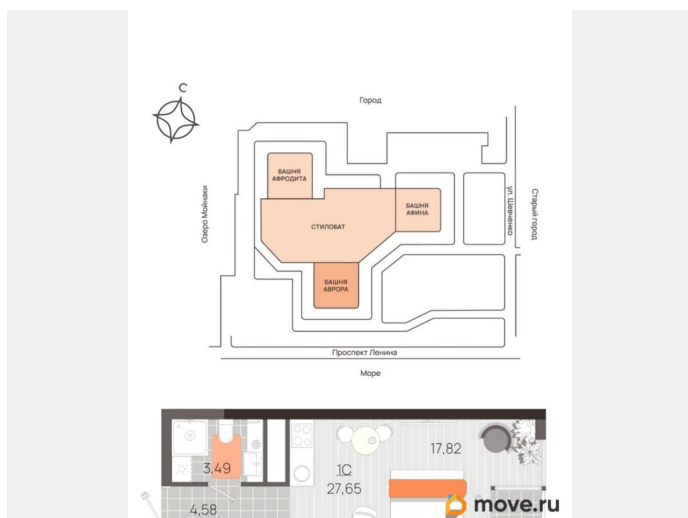 С
Город
БАШНЯ
АФРОДИТА
БАШНЯ
АФИНА
СТИЛОБАТ
БАШНЯ
АВРОРА
Озеро Мойнаки
ул. Шевченко
Старый город
Проспект Ленина
Море
17,82
3,49
1С
27,65
4,58
move.ru